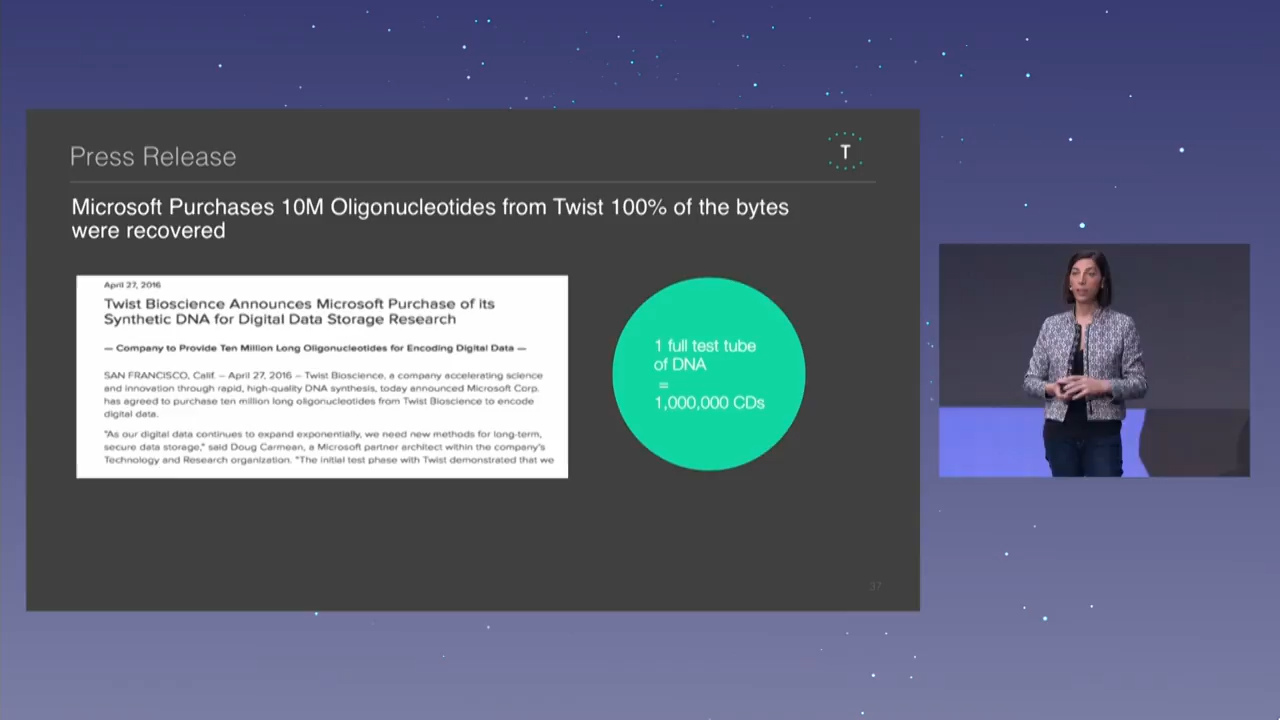 Press Release
T
Microsoft Purchases 10M Oligonucleotides from Twist 100% of the bytes
were recovered
April 27, 2016
Twist Bioscience Announces Microsoft Purchase of its
Synthetic DNA for Digital Data Storage Research
— Company to Provide Ten Million Long Oligonucleotides for Encoding Digital Data —
SAN FRANCISCO, Calif. – April 27, 2016 – Twist Bioscience, a company accelerating science
and innovation through rapid, high-quality DNA synthesis, today announced Microsoft Corp.
has agreed to purchase ten million long oligonucleotides from Twist Bioscience to encode
digital data.
"As our digital data continues to expand exponentially, we need new methods for long-term,
secure data storage," said Doug Carmean, a Microsoft partner architect within the company's
Technology and Research organization. "The initial test phase with Twist demonstrated that we
1 full test tube
of DNA
=
1,000,000 CDs
37